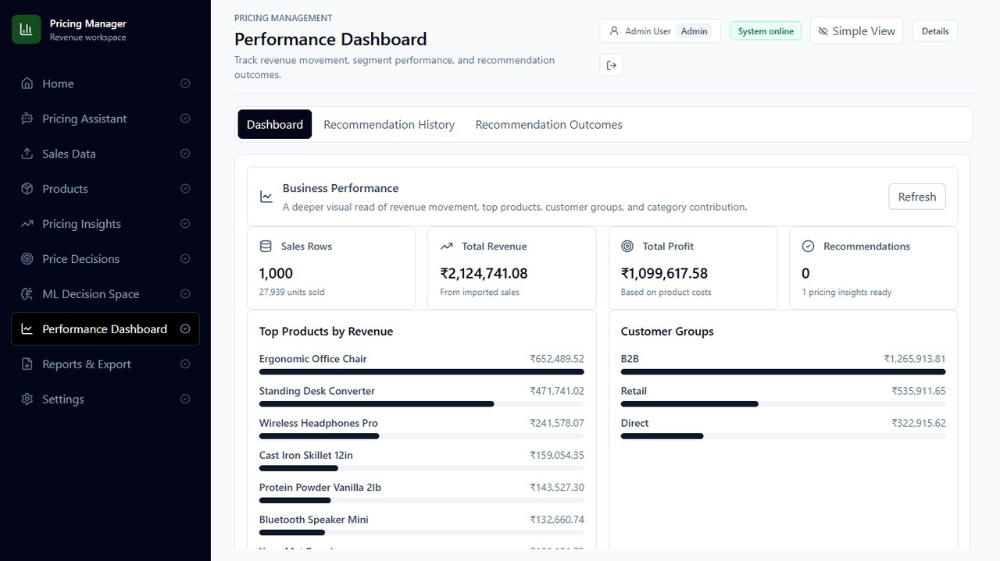 Pricing Manager
Revenue workspace
Home
Pricing Assistant
Sales Data
Products
Pricing Insights
Price Decisions
ML Decision Space
Performance Dashboard
Reports & Export
Settings
PRICING MANAGEMENT
Performance Dashboard
Track revenue movement, segment performance, and recommendation
outcomes.
Admin User Admin
System online
Simple View
Details
Dashboard
Recommendation History
Recommendation Outcomes
Business Performance
A deeper visual read of revenue movement, top products, customer groups, and category contribution.
Refresh
Sales Rows
1,000
27,939 units sold
Total Revenue
₹2,124,741.08
From imported sales
Total Profit
₹1,099,617.58
Based on product costs
Recommendations
0
1 pricing insights ready
Top Products by Revenue
Ergonomic Office Chair ₹652,489.52
Standing Desk Converter ₹471,741.02
Wireless Headphones Pro ₹241,578.07
Cast Iron Skillet 12in ₹159,054.35
Protein Powder Vanilla 2lb ₹143,527.30
Bluetooth Speaker Mini ₹132,660.74
Customer Groups
B2B ₹1,265,913.81
Retail ₹535,911.65
Direct ₹322,915.62